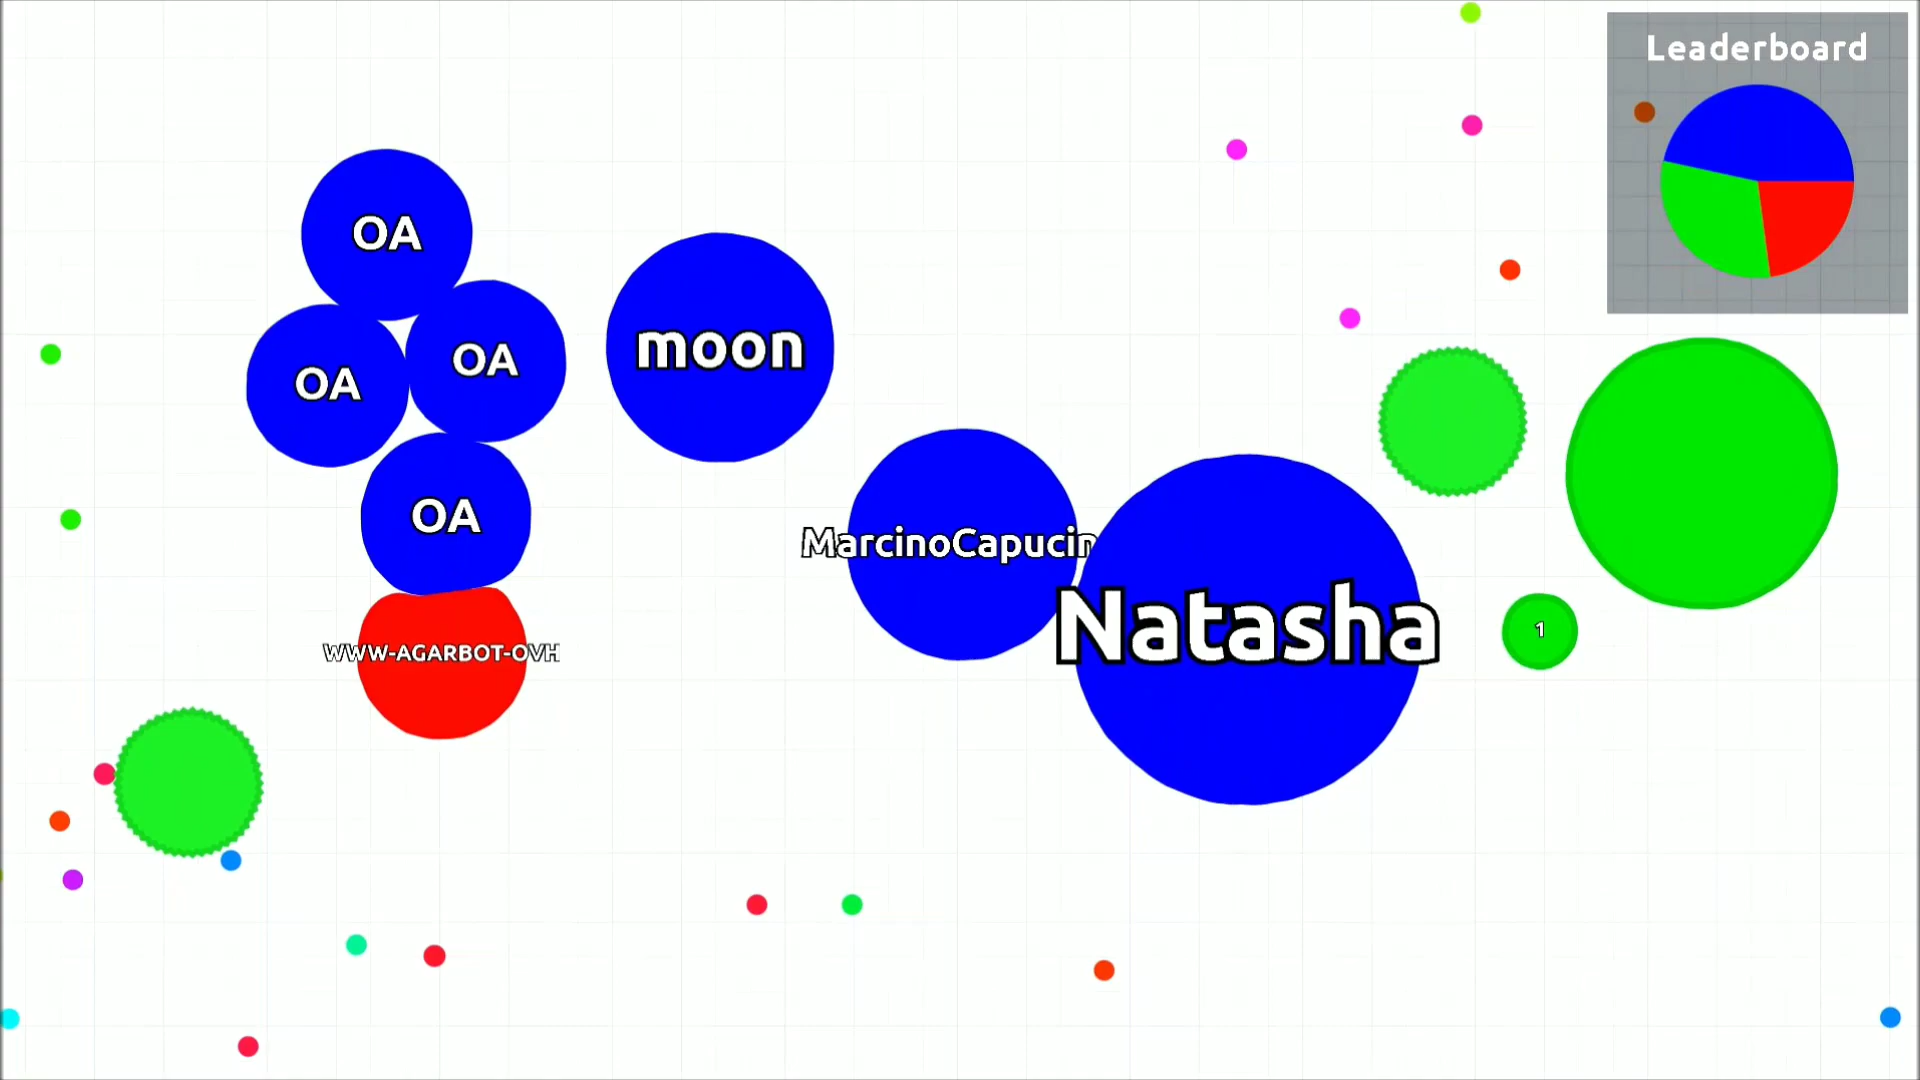 Leaderboard
OA
moon
OA
OA
OA
MarcinoCapucin
Natasha
1
WWW-AGARBOT-OVH